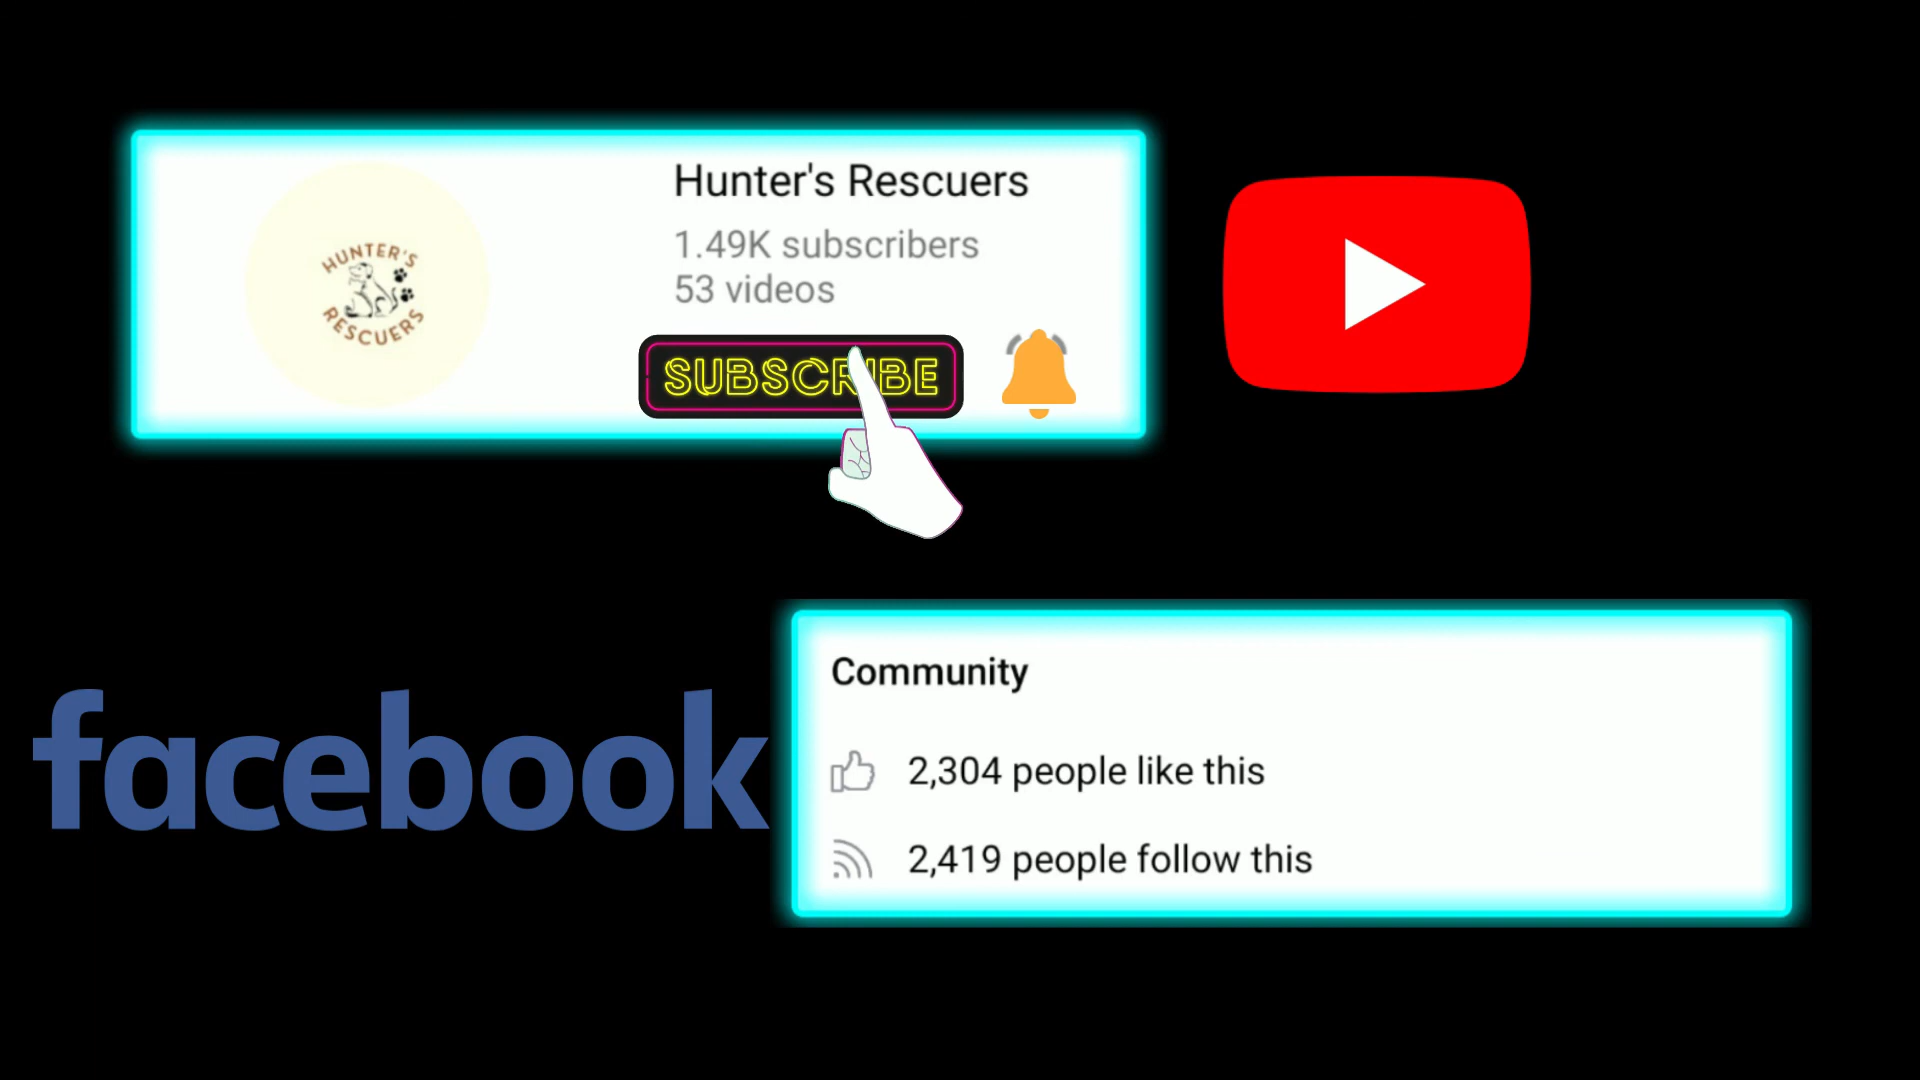 HUNTER'S
RESCUERS
Hunter's Rescuers
1.49K subscribers
53 videos
SUBSCRIBE
facebook
Community
2,304 people like this
2,419 people follow this